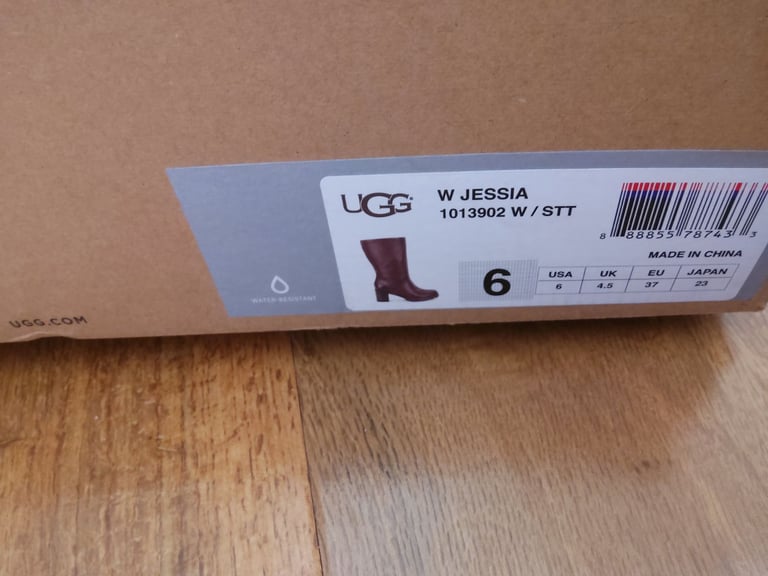 UGG
W JESSIA
1013902 W / STT
8 88855 78743 3
MADE IN CHINA
6
USA UK EU JAPAN
6 4.5 37 23
WATER-RESISTANT
UGG.COM